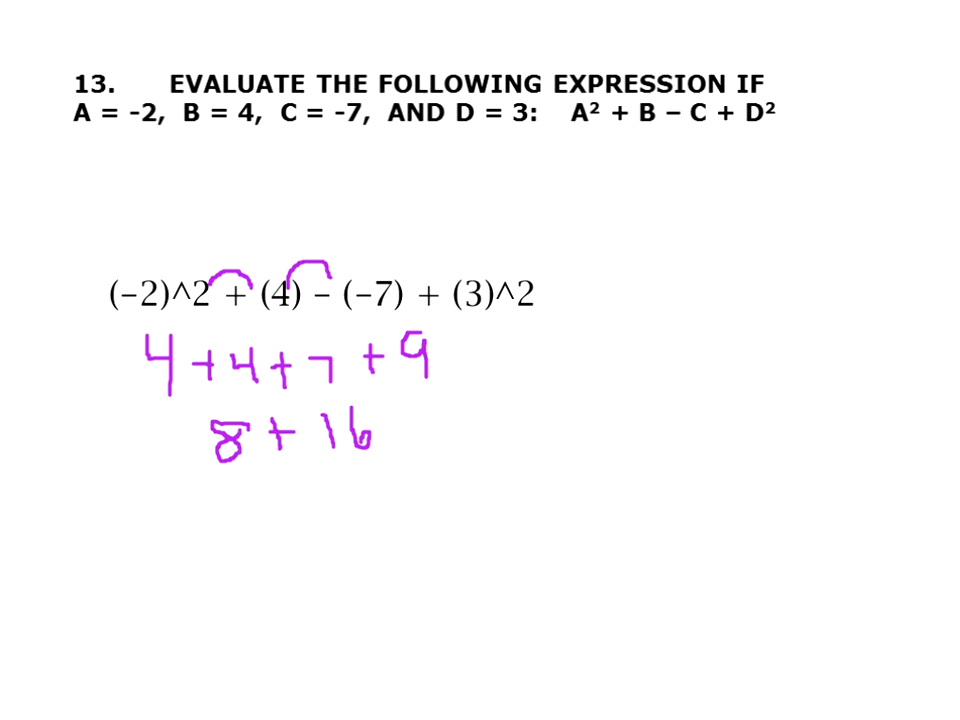 13. EVALUATE THE FOLLOWING EXPRESSION IF
A = -2, B = 4, C = -7, AND D = 3: A² + B – C + D²
(–2)^2 + (4) – (–7) + (3)^2
4 + 4 + 7 + 9
8 + 16